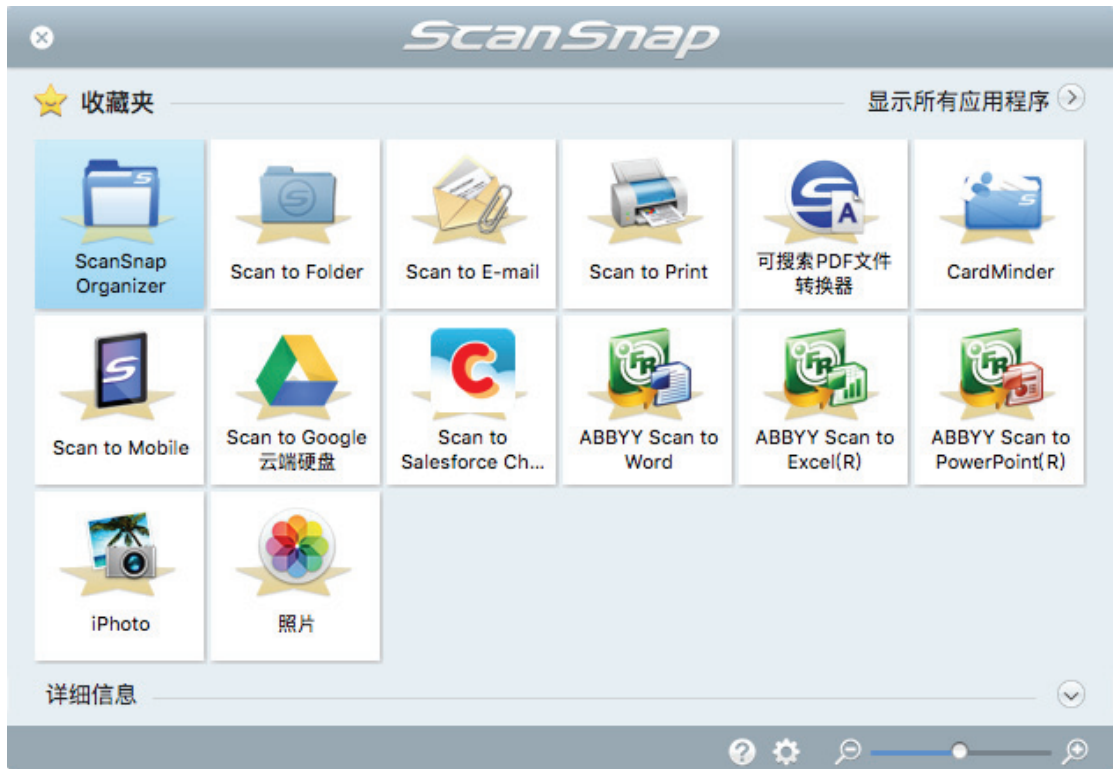 ScanSnap
收藏夹
显示所有应用程序
ScanSnap
Organizer
Scan to Folder
Scan to E-mail
Scan to Print
可搜索PDF文件
转换器
CardMinder
Scan to Mobile
Scan to Google
云端硬盘
Scan to
Salesforce Ch...
ABBYY Scan to
Word
ABBYY Scan to
Excel(R)
ABBYY Scan to
PowerPoint(R)
iPhoto
照片
详细信息